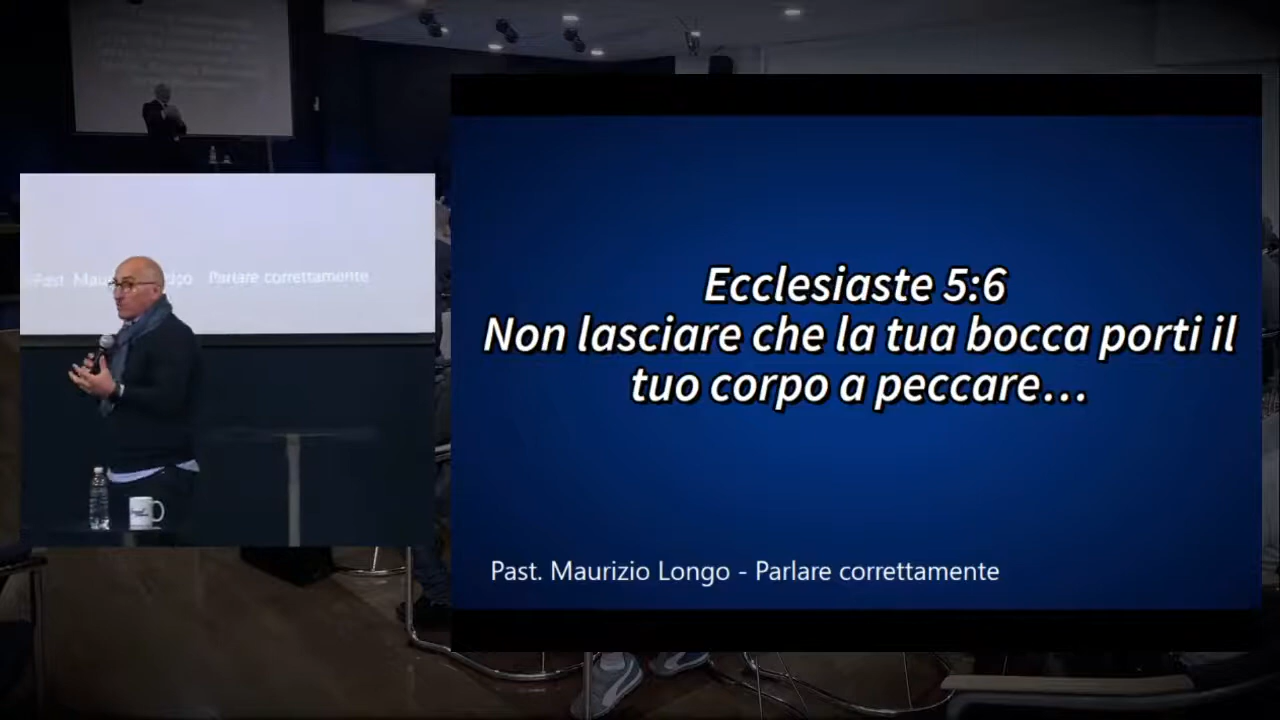 Ecclesiaste 5:6
Non lasciare che la tua bocca porti il
tuo corpo a peccare...
Past. Maurizio Longo - Parlare correttamente
Parlare correttamente